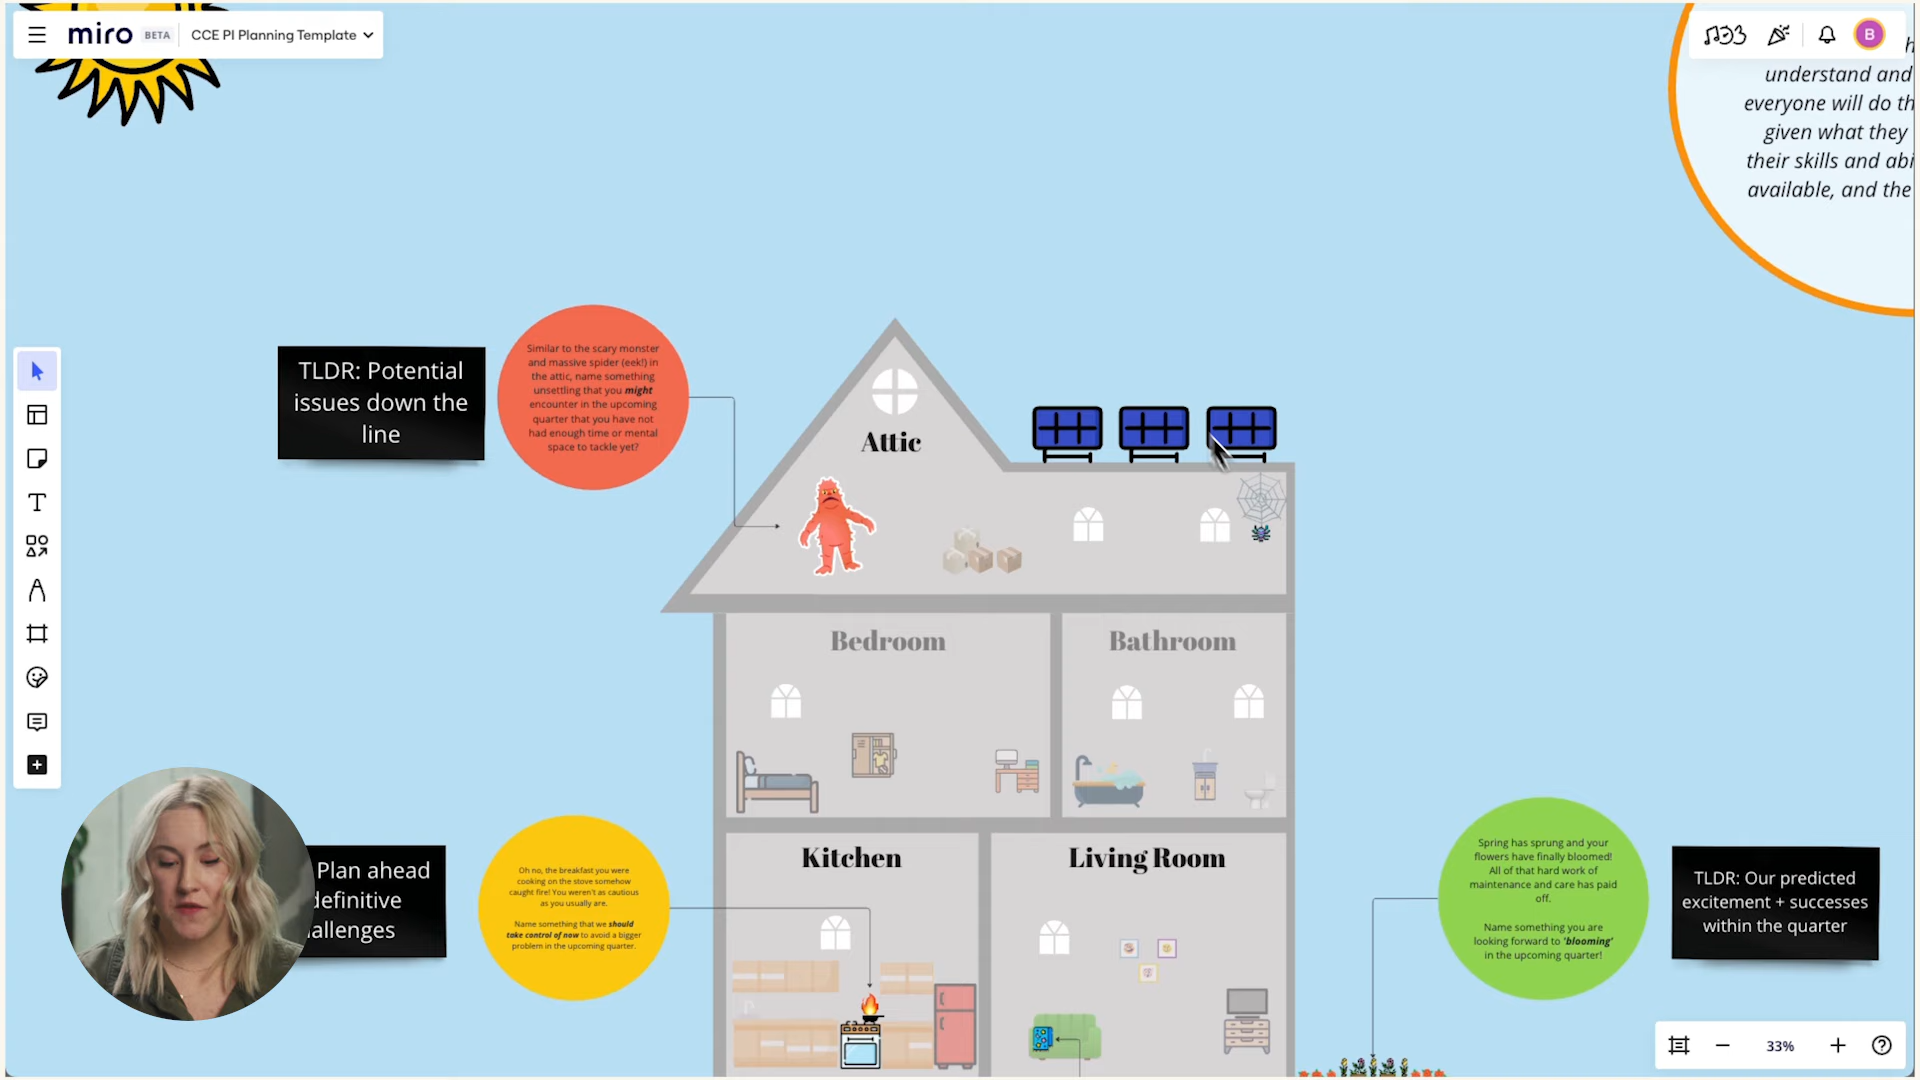 miro BETA CCE PI Planning Template
B
understand and
everyone will do th
given what they
their skills and abi
available, and the
TLDR: Potential
issues down the
line
Similar to the scary monster
and massive spider (eek!) in
the attic, name something
unsettling that you might
encounter in the upcoming
quarter that you have not
had enough time or mental
space to tackle yet?
Attic
Bedroom
Bathroom
Kitchen
Living Room
Plan ahead
definitive
allenges
Oh no, the breakfast you were
cooking on the stove somehow
caught fire! You weren't as cautious
as you usually are.
Name something that we should
take control of now to avoid a bigger
problem in the upcoming quarter.
Spring has sprung and your
flowers have finally bloomed!
All of that hard work of
maintenance and care has paid
off.
Name something you are
looking forward to 'blooming'
in the upcoming quarter!
TLDR: Our predicted
excitement + successes
within the quarter
33%